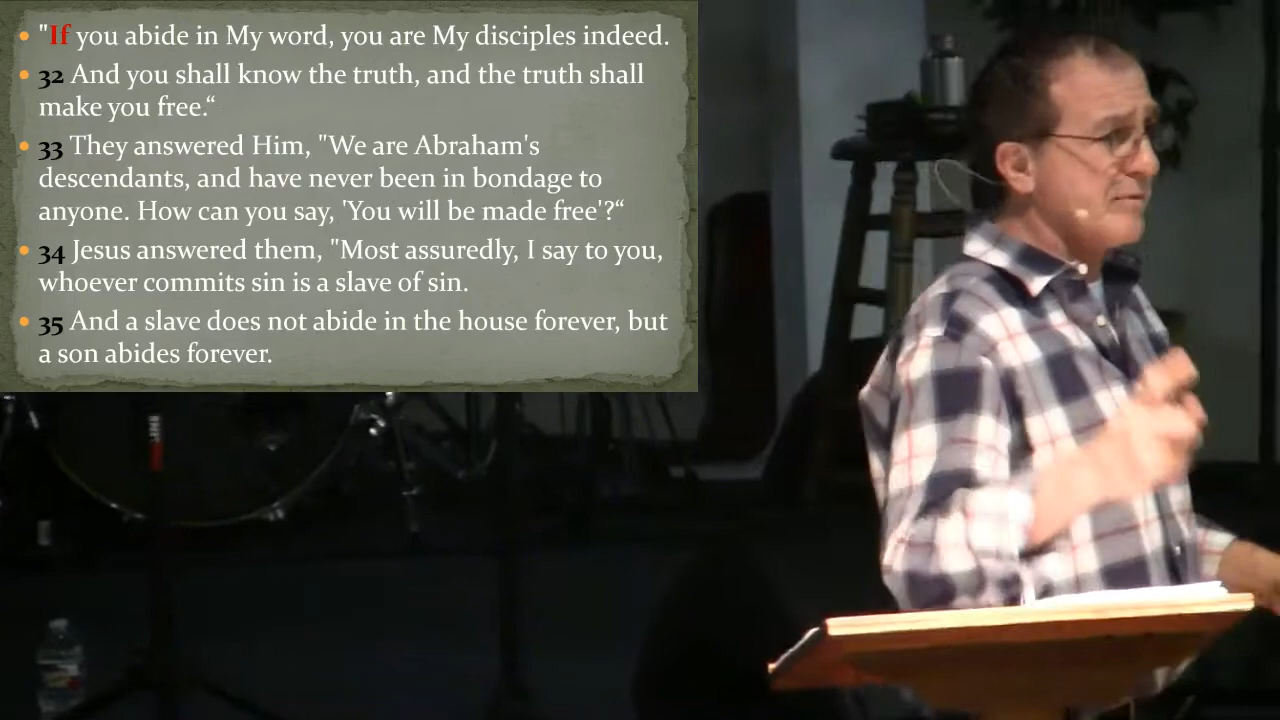 "If you abide in My word, you are My disciples indeed.
32 And you shall know the truth, and the truth shall
make you free.“
33 They answered Him, "We are Abraham's
descendants, and have never been in bondage to
anyone. How can you say, 'You will be made free'?“
34 Jesus answered them, "Most assuredly, I say to you,
whoever commits sin is a slave of sin.
35 And a slave does not abide in the house forever, but
a son abides forever.